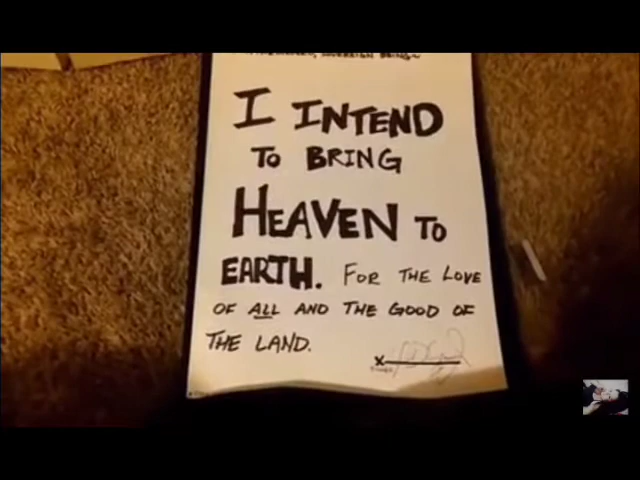 I INTEND
TO BRING
HEAVEN TO
EARTH. FOR THE LOVE
OF ALL AND THE GOOD OF
THE LAND.
X